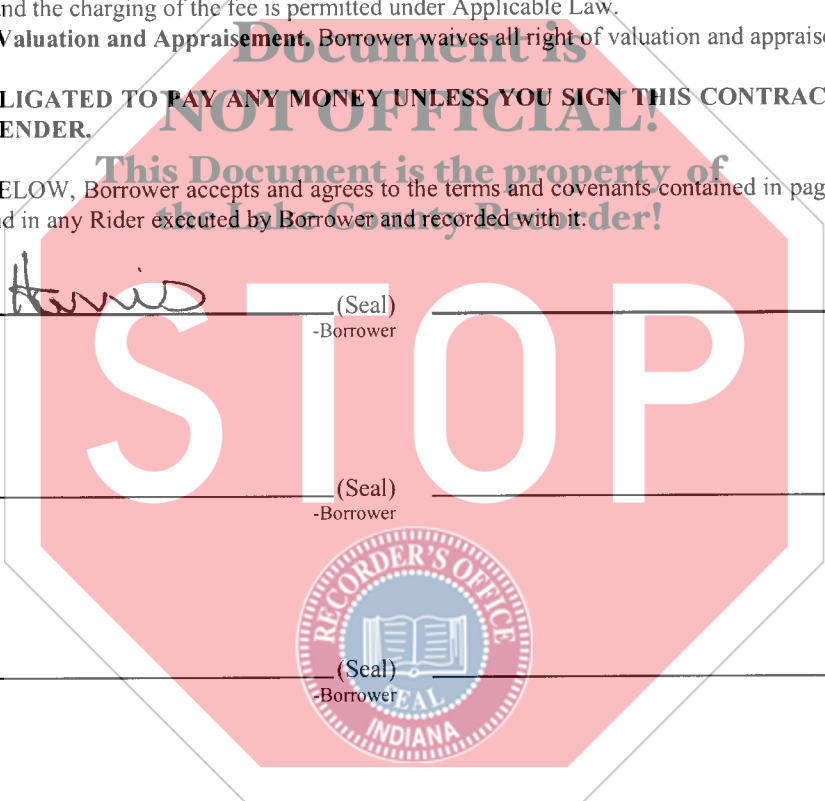 nd the charging of the fee is permitted under Applicable Law.
Valuation and Appraisement. Borrower waives all right of valuation and appraise
Document is
LIGATED TO PAY ANY MONEY UNLESS YOU SIGN THIS CONTRAC
NOT OFFICIAL!
ENDER.
This Document is the property of
ELOW, Borrower accepts and agrees to the terms and covenants contained in pag
d in any Rider executed by Borrower and recorded with it.
the Lake County Recorder!
Harris
(Seal)
-Borrower
STOP
(Seal)
-Borrower
RECORDER'S OFFICE
(Seal)
-Borrower
SEAL
INDIANA